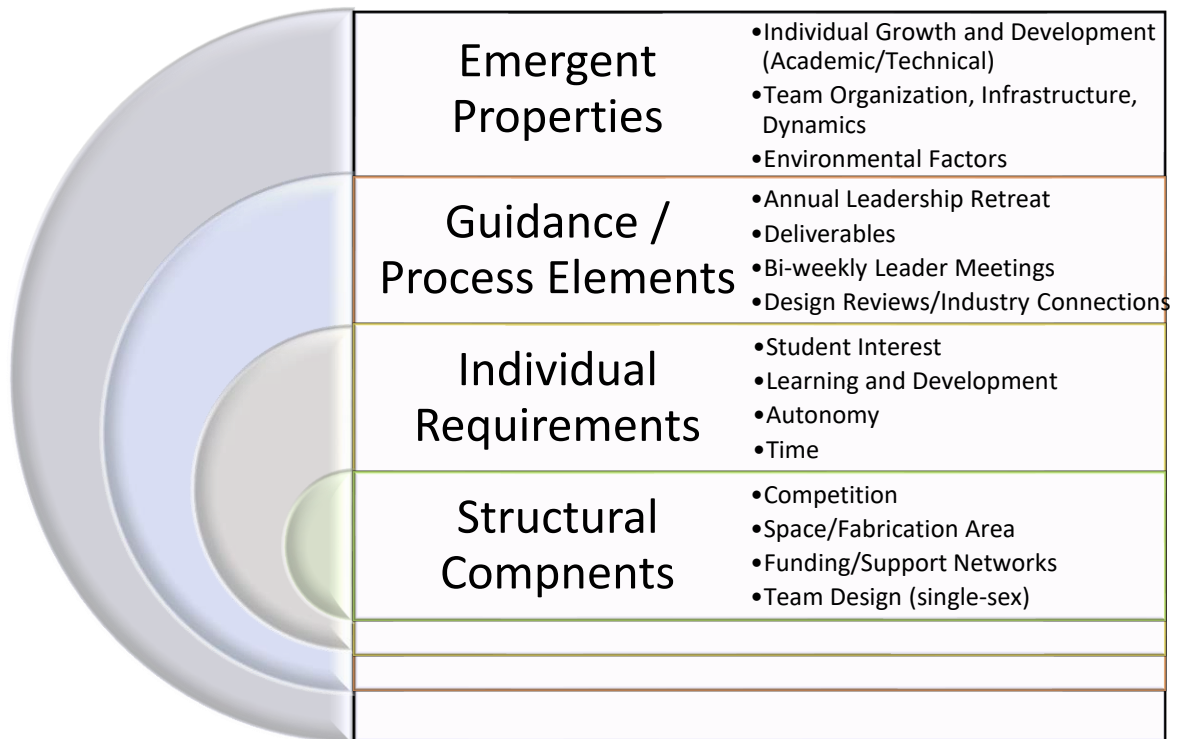 Emergent
Properties
•Individual Growth and Development
(Academic/Technical)
•Team Organization, Infrastructure,
Dynamics
•Environmental Factors
Guidance /
Process Elements
•Annual Leadership Retreat
•Deliverables
•Bi-weekly Leader Meetings
•Design Reviews/Industry Connections
Individual
Requirements
•Student Interest
•Learning and Development
•Autonomy
•Time
Structural
Compnents
•Competition
•Space/Fabrication Area
•Funding/Support Networks
•Team Design (single-sex)